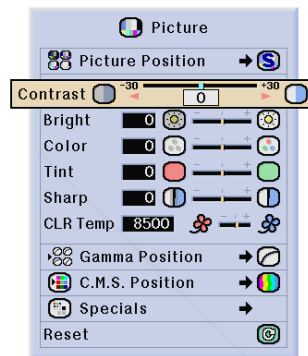 Picture
Picture Position
Contrast -30 0 +30
Bright 0
Color 0
Tint 0
Sharp 0
CLR Temp 8500
Gamma Position
C.M.S. Position
Specials
Reset